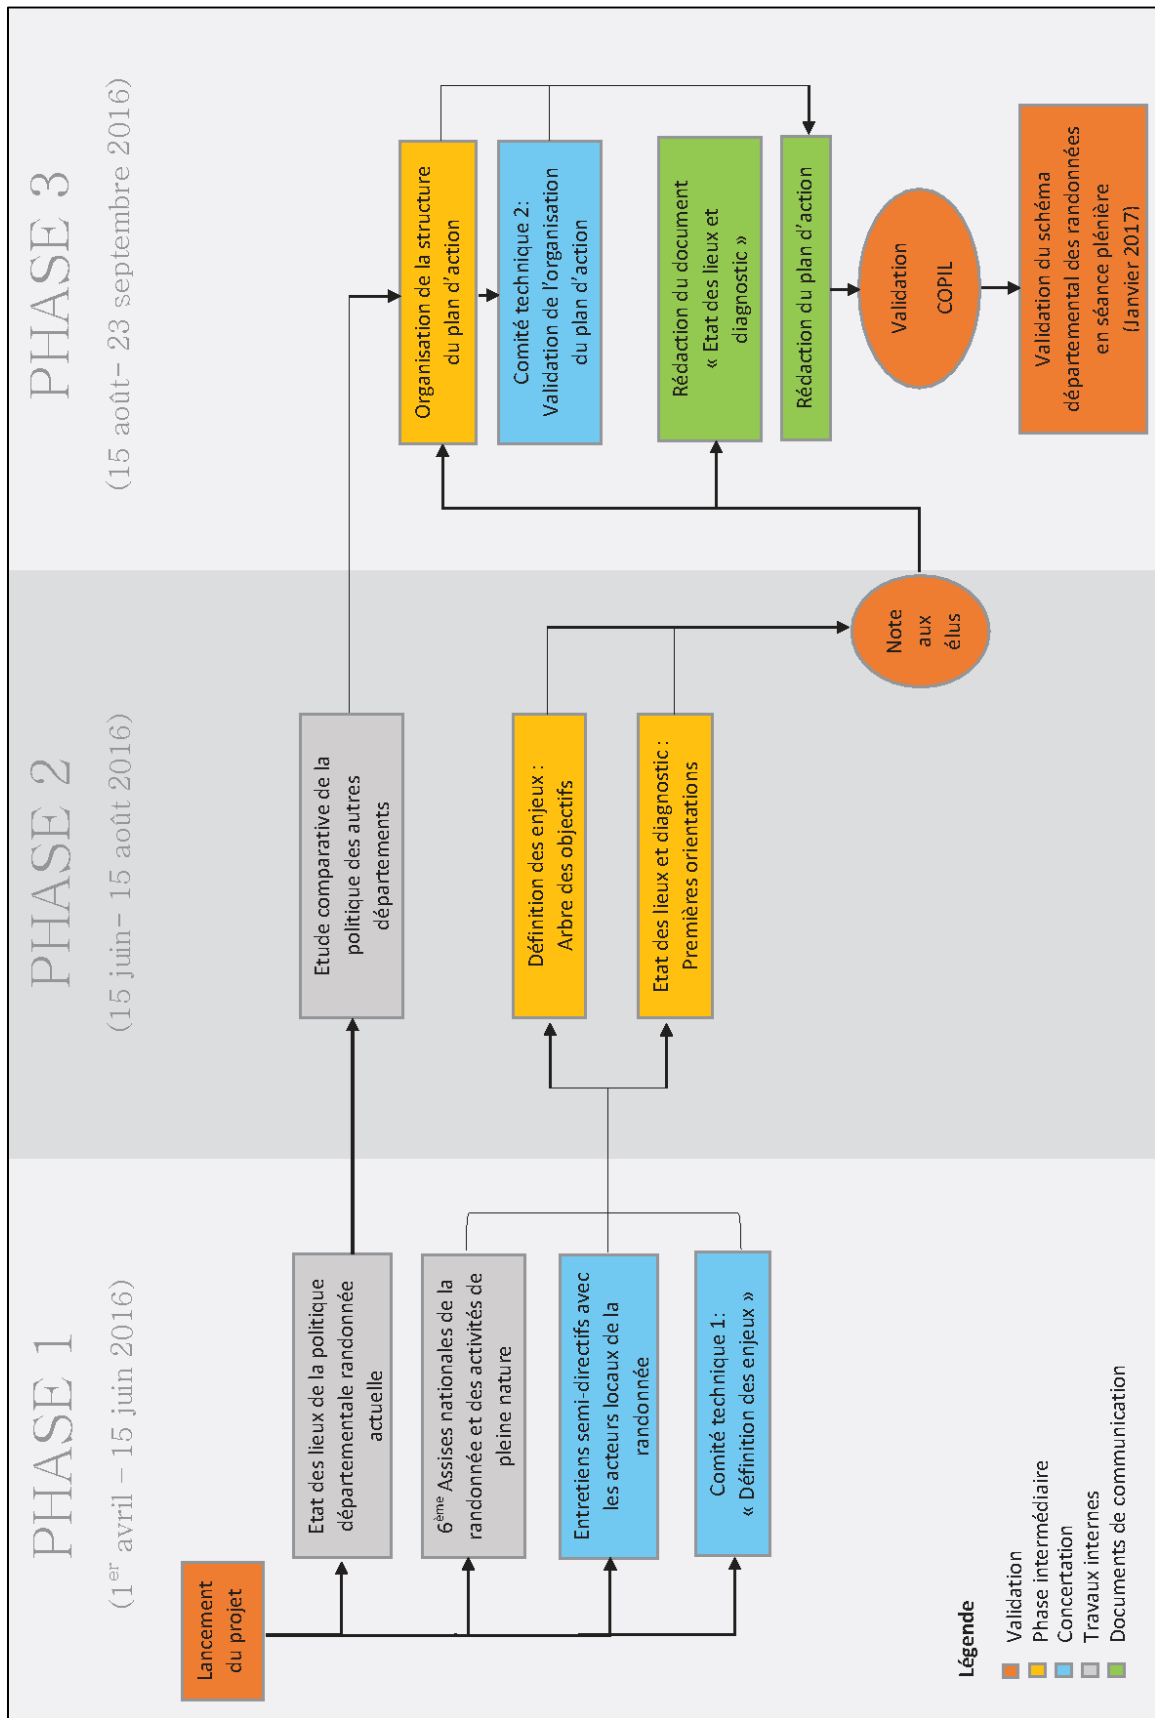 PHASE 1
(1er avril – 15 juin 2016)
Lancement
du projet
Etat des lieux de la politique
départementale randonnée
actuelle
6ème Assises nationales de la
randonnée et des activités de
pleine nature
Entretiens semi-directifs avec
les acteurs locaux de la
randonnée
Comité technique 1:
« Définition des enjeux »
PHASE 2
(15 juin- 15 août 2016)
Etude comparative de la
politique des autres
départements
Définition des enjeux :
Arbre des objectifs
Etat des lieux et diagnostic :
Premières orientations
Note
aux
élus
PHASE 3
(15 août- 23 septembre 2016)
Organisation de la structure
du plan d’action
Comité technique 2:
Validation de l’organisation
du plan d’action
Rédaction du document
« Etat des lieux et
diagnostic »
Rédaction du plan d’action
Validation
COPIL
Validation du schéma
départemental des randonnées
en séance plénière
(Janvier 2017)
Légende
Validation
Phase intermédiaire
Concertation
Travaux internes
Documents de communication